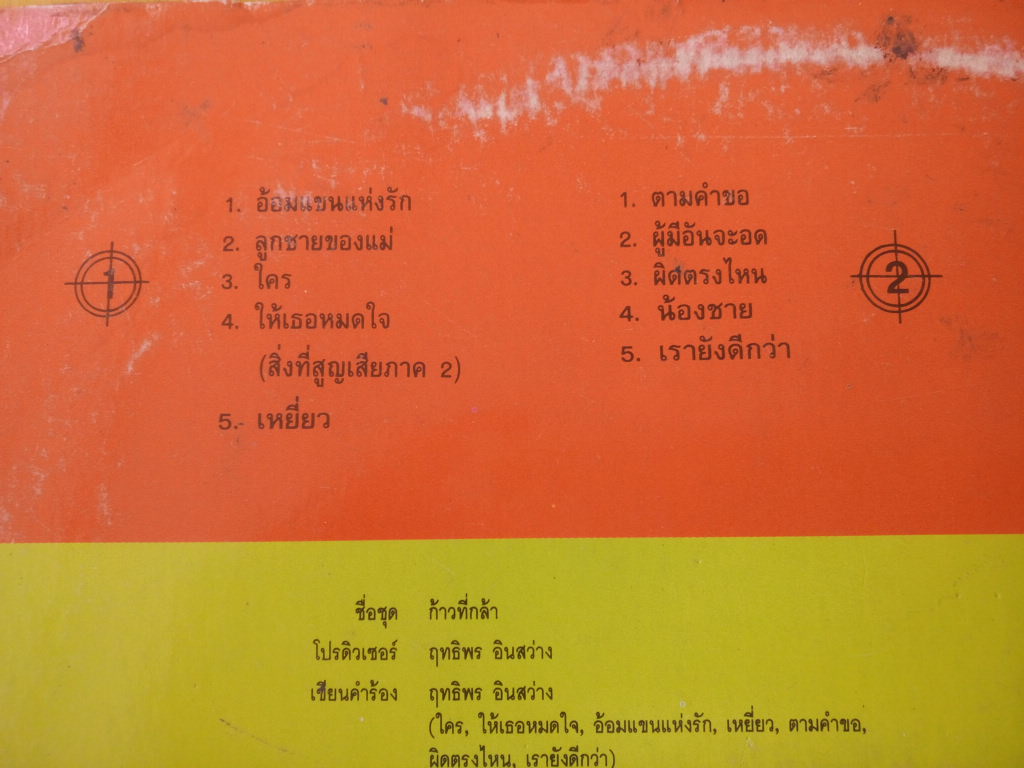 1
1. อ้อมแขนแห่งรัก
2. ลูกชายของแม่
3. ใคร
4. ให้เธอหมดใจ
(สิ่งที่สูญเสียภาค 2)
5. เหยี่ยว
2
1. ตามคำขอ
2. ผู้มีอันจะอด
3. ผิดตรงไหน
4. น้องชาย
5. เรายังดีกว่า
ชื่อชุด ก้าวที่กล้า
โปรดิวเซอร์ ฤทธิพร อินสว่าง
เขียนคำร้อง ฤทธิพร อินสว่าง
(ใคร, ให้เธอหมดใจ, อ้อมแขนแห่งรัก, เหยี่ยว, ตามคำขอ,
ผิดตรงไหน, เรายังดีกว่า)